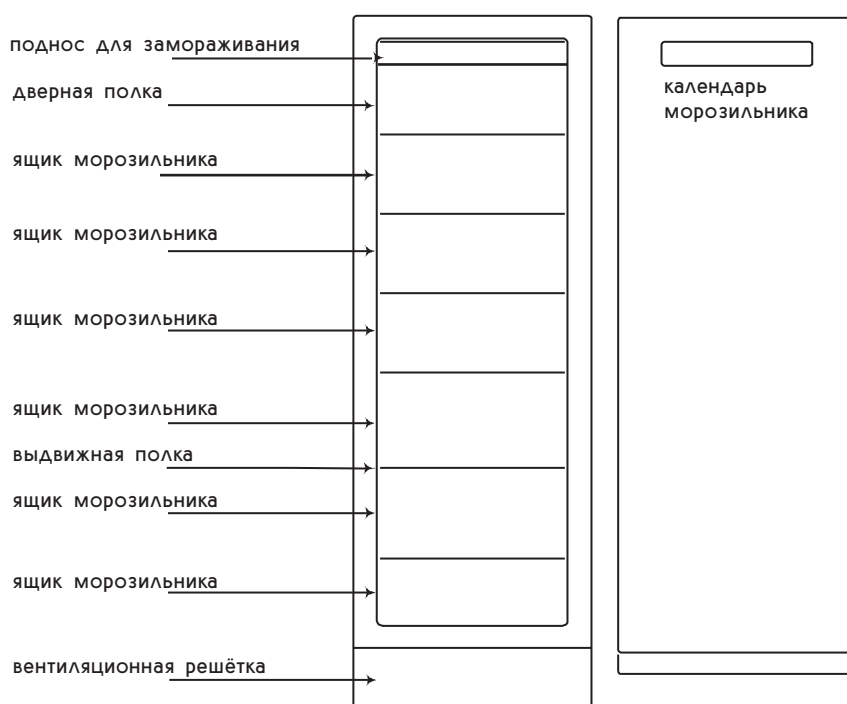 поднос для замораживания
дверная полка
ящик морозильника
ящик морозильника
ящик морозильника
ящик морозильника
выдвижная полка
ящик морозильника
ящик морозильника
вентиляционная решётка
календарь
морозильника